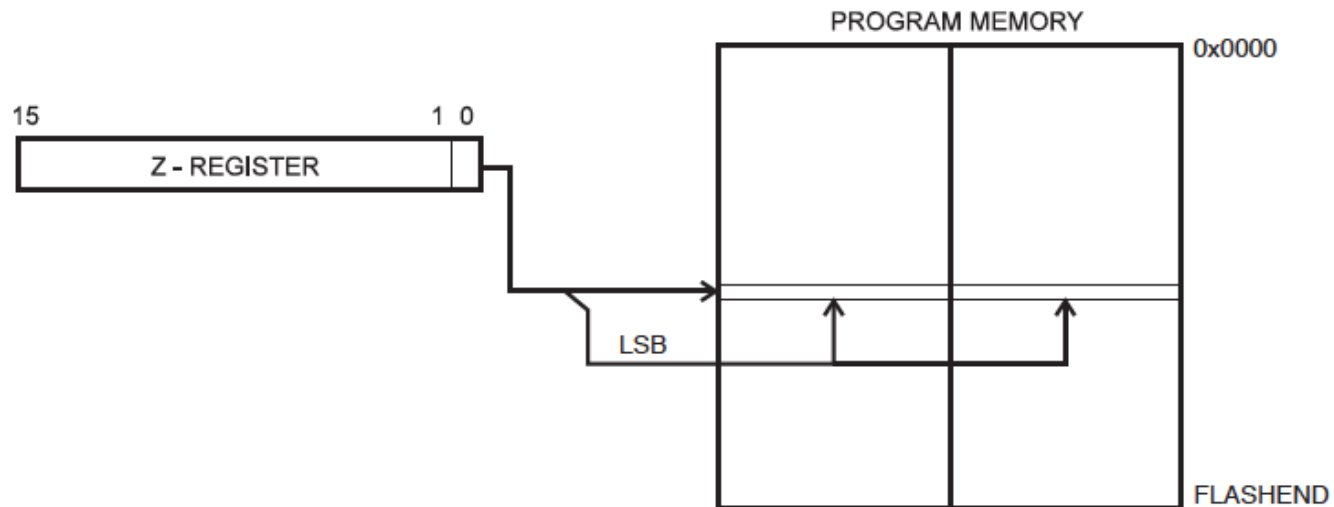 PROGRAM MEMORY
0x0000
15 1 0
Z - REGISTER
LSB
FLASHEND